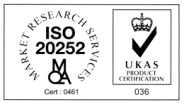 MARKET RESEARCH SERVICES
ISO
20252
MQA
Cert : 0461
UKAS
PRODUCT
CERTIFICATION
036